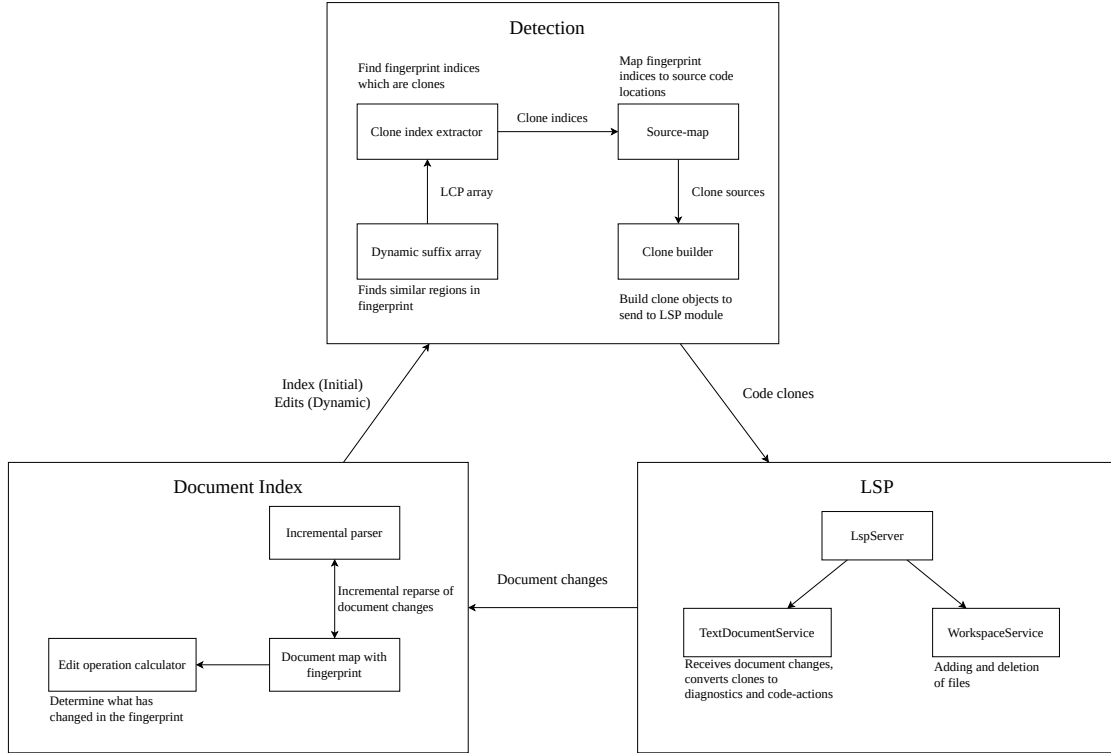 Detection
Find fingerprint indices
which are clones
Map fingerprint
indices to source code
locations
Clone index extractor
Clone indices
Source-map
LCP array
Clone sources
Dynamic suffix array
Clone builder
Finds similar regions in
fingerprint
Build clone objects to
send to LSP module
Index (Initial)
Edits (Dynamic)
Code clones
Document Index
Incremental parser
Incremental reparse of
document changes
Edit operation calculator
Document map with
fingerprint
Determine what has
changed in the fingerprint
Document changes
LSP
LspServer
TextDocumentService
WorkspaceService
Receives document changes,
converts clones to
diagnostics and code-actions
Adding and deletion
of files